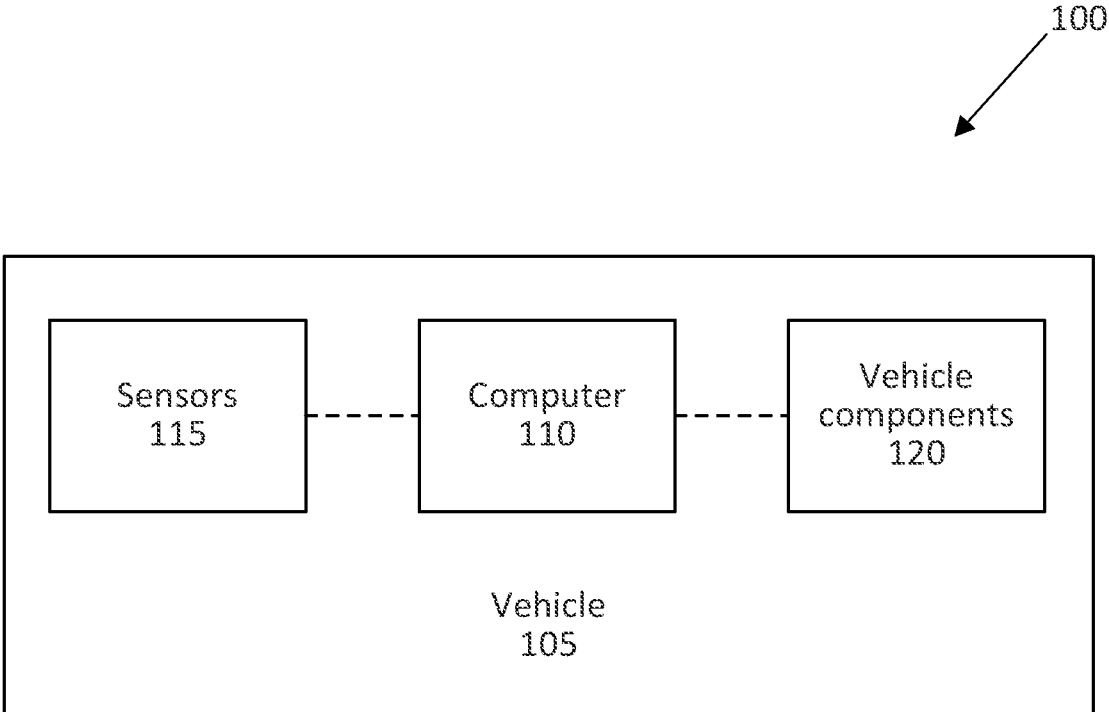 100
Sensors
115
Computer
110
Vehicle
components
120
Vehicle
105